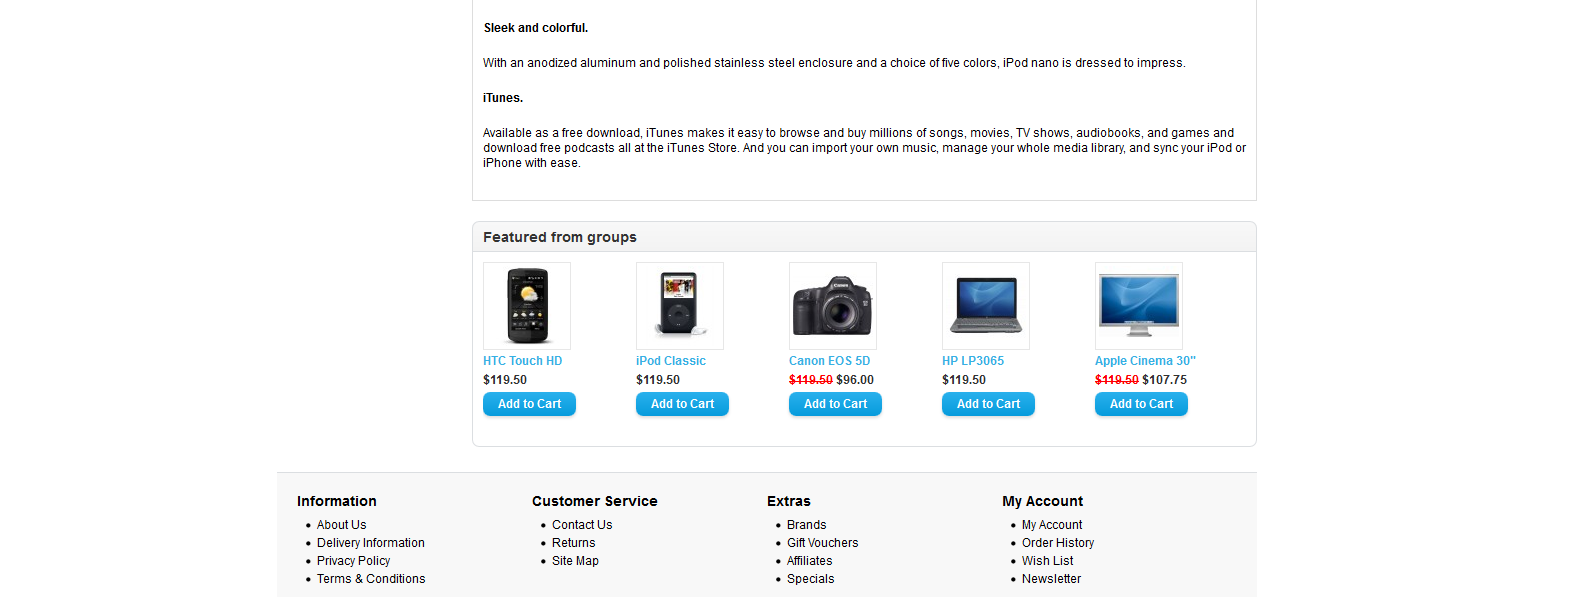 Sleek and colorful.
With an anodized aluminum and polished stainless steel enclosure and a choice of five colors, iPod nano is dressed to impress.
iTunes.
Available as a free download, iTunes makes it easy to browse and buy millions of songs, movies, TV shows, audiobooks, and games and
download free podcasts all at the iTunes Store. And you can import your own music, manage your whole media library, and sync your iPod or
iPhone with ease.
Featured from groups
Canon
HTC Touch HD
iPod Classic
Canon EOS 5D
HP LP3065
Apple Cinema 30"
$119.50
$119.50
$119.50 $96.00
$119.50
$119.50 $107.75
Add to Cart
Add to Cart
Add to Cart
Add to Cart
Add to Cart
Information
About Us
Delivery Information
Privacy Policy
Terms & Conditions
Customer Service
Contact Us
Returns
Site Map
Extras
Brands
Gift Vouchers
Affiliates
Specials
My Account
My Account
Order History
Wish List
Newsletter